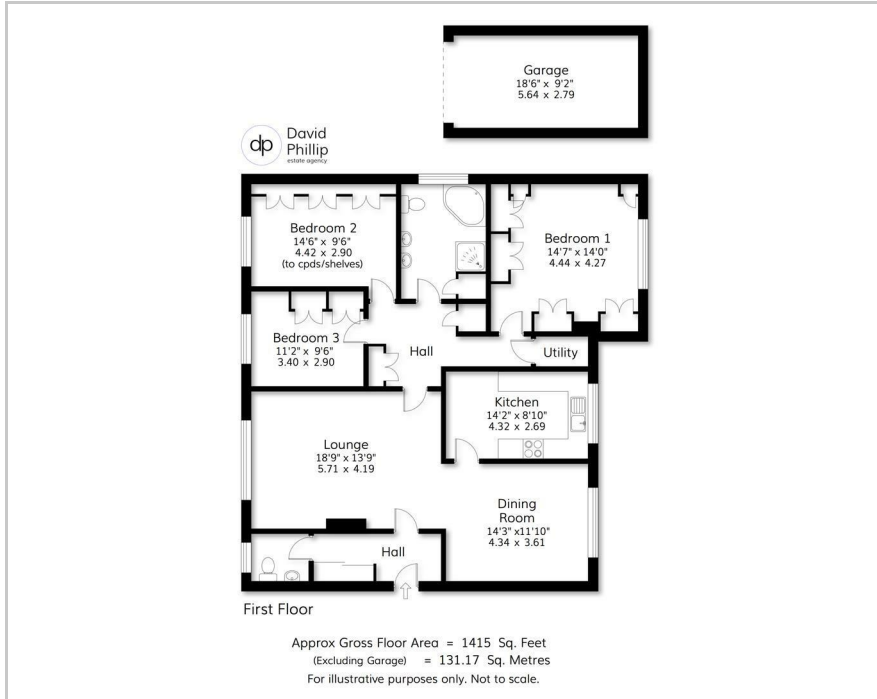 Garage
18'6" x 9'2"
5.64 x 2.79
dp
David
Phillip
estate agency
Bedroom 2
14'6" x 9'6"
4.42 x 2.90
(to cpds/shelves)
Bedroom 1
14'7" x 14'0"
4.44 x 4.27
Bedroom 3
11'2" x 9'6"
3.40 x 2.90
Hall
Utility
Kitchen
14'2" x 8'10"
4.32 x 2.69
Lounge
18'9" x 13'9"
5.71 x 4.19
Dining
Room
14'3" x11'10"
4.34 x 3.61
Hall
First Floor
Approx Gross Floor Area = 1415 Sq. Feet
(Excluding Garage) = 131.17 Sq. Metres
For illustrative purposes only. Not to scale.